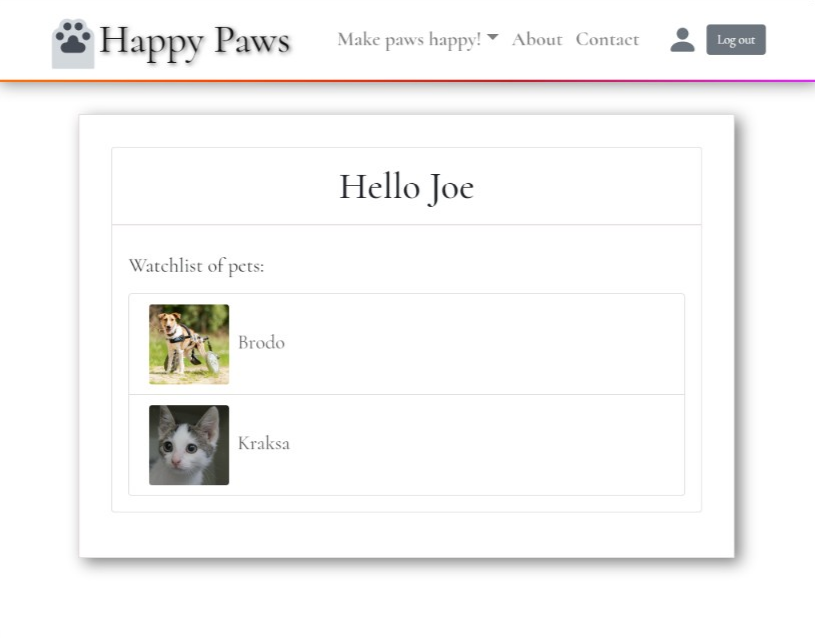 Happy Paws
Make paws happy! About Contact
Log out
Hello Joe
Watchlist of pets:
Brodo
Kraksa